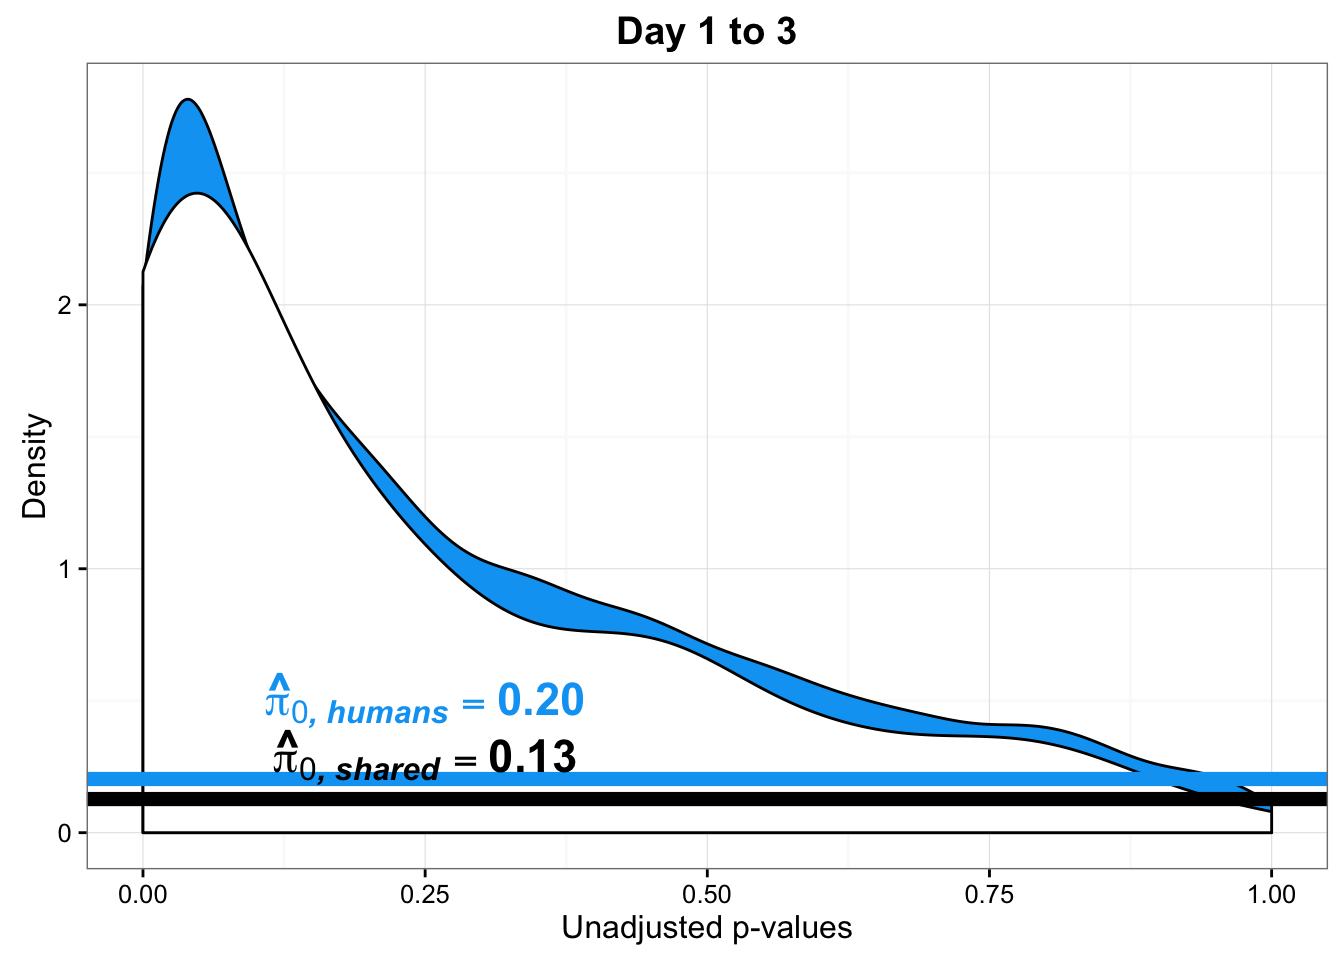 Day 1 to 3
Density
2
1
0
π̂0, humans = 0.20
π̂0, shared = 0.13
0.00 0.25 0.50 0.75 1.00
Unadjusted p-values